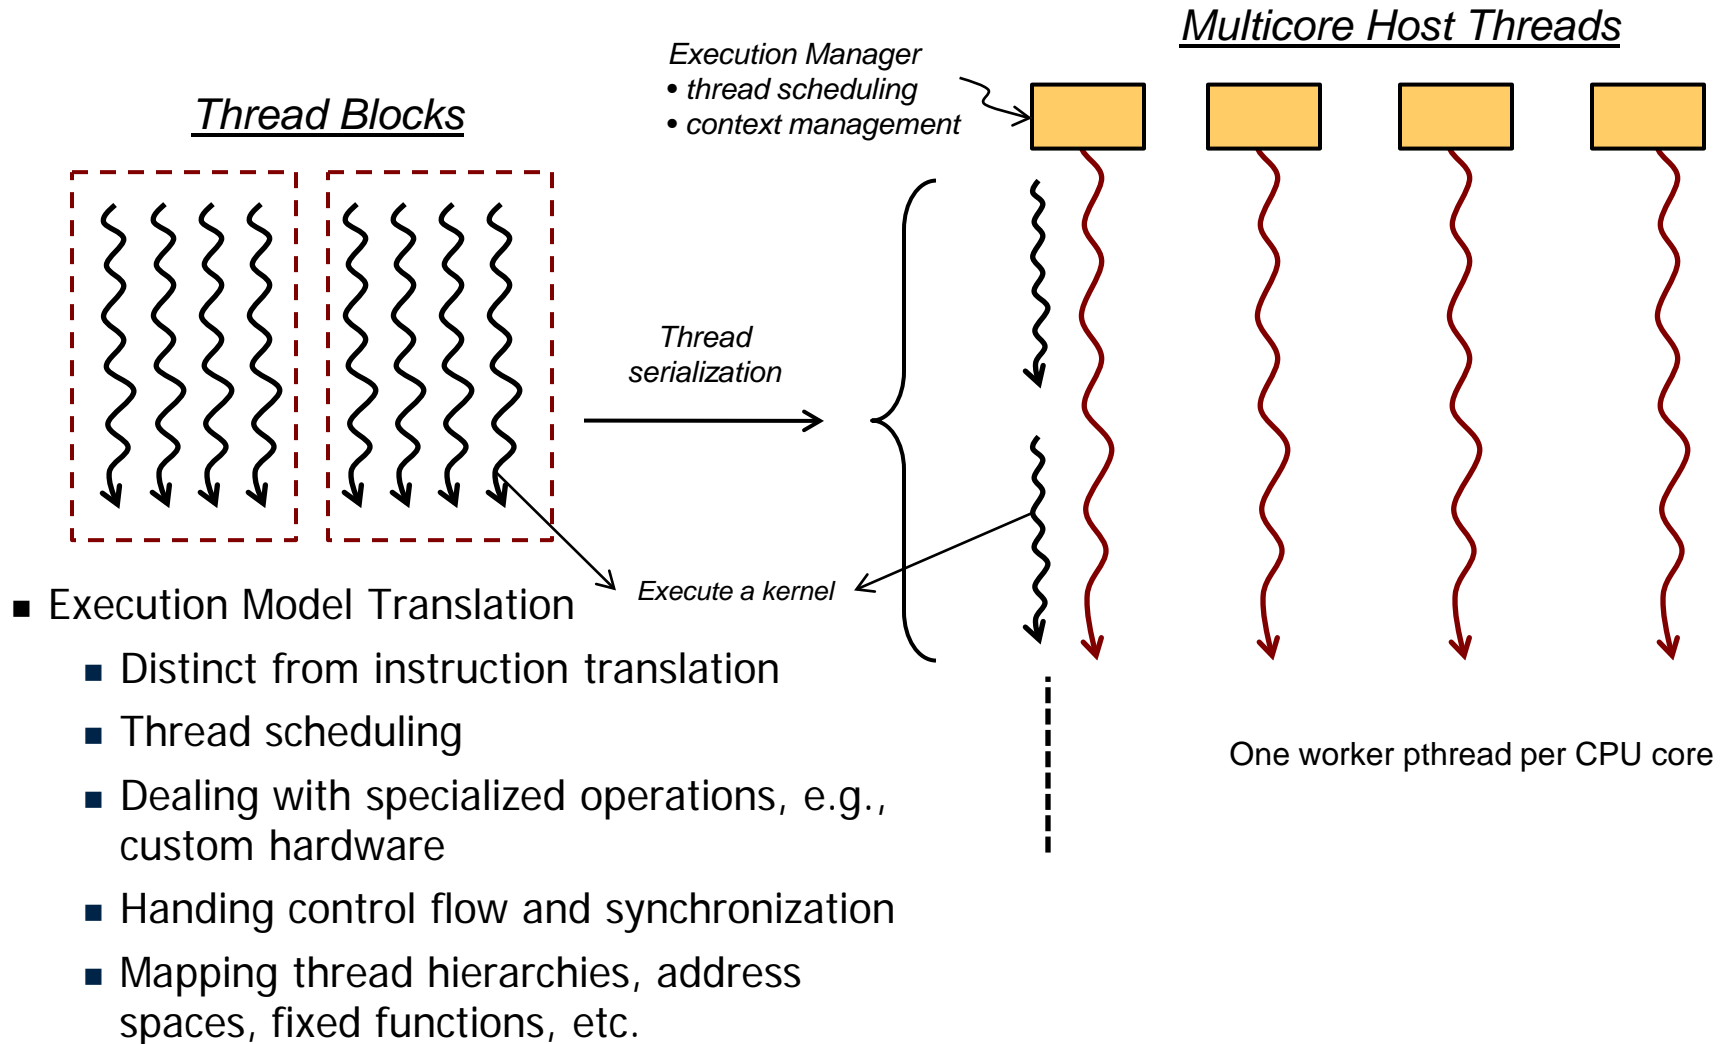 Multicore Host Threads
Execution Manager
• thread scheduling
• context management
Thread Blocks
Thread
serialization
Execute a kernel
■ Execution Model Translation
■ Distinct from instruction translation
■ Thread scheduling
■ Dealing with specialized operations, e.g.,
custom hardware
■ Handing control flow and synchronization
■ Mapping thread hierarchies, address
spaces, fixed functions, etc.
One worker pthread per CPU core